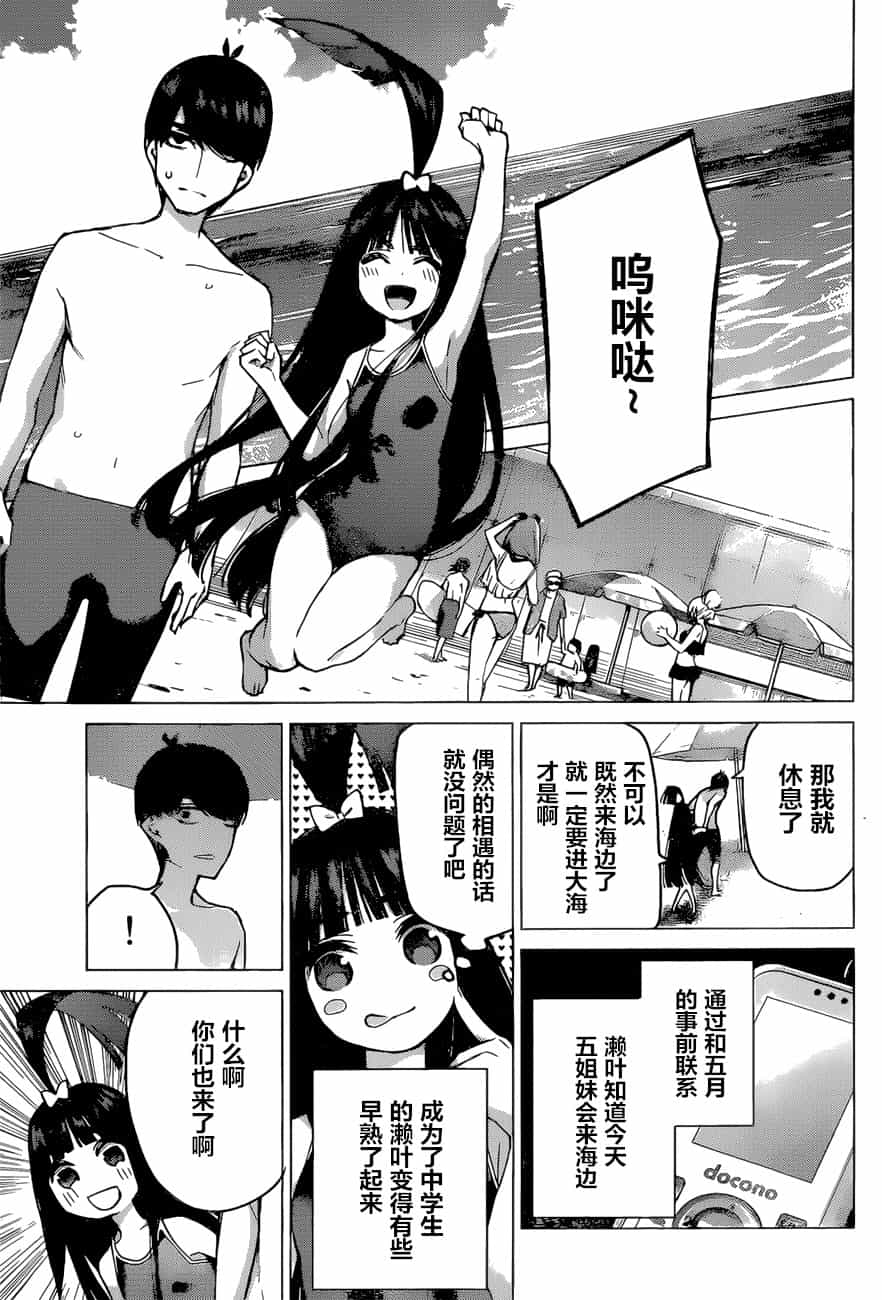 呜咪哒~
那我就
休息了
不可以
既然来海边了
就一定要进大海
才是啊
通过和五月
的事前联系
濑叶知道今天
五姐妹会来海边
docono
偶然的相遇的话
就没问题了吧
成为了中学生
的濑叶变得有些
早熟了起来
！
什么啊
你们也来了啊